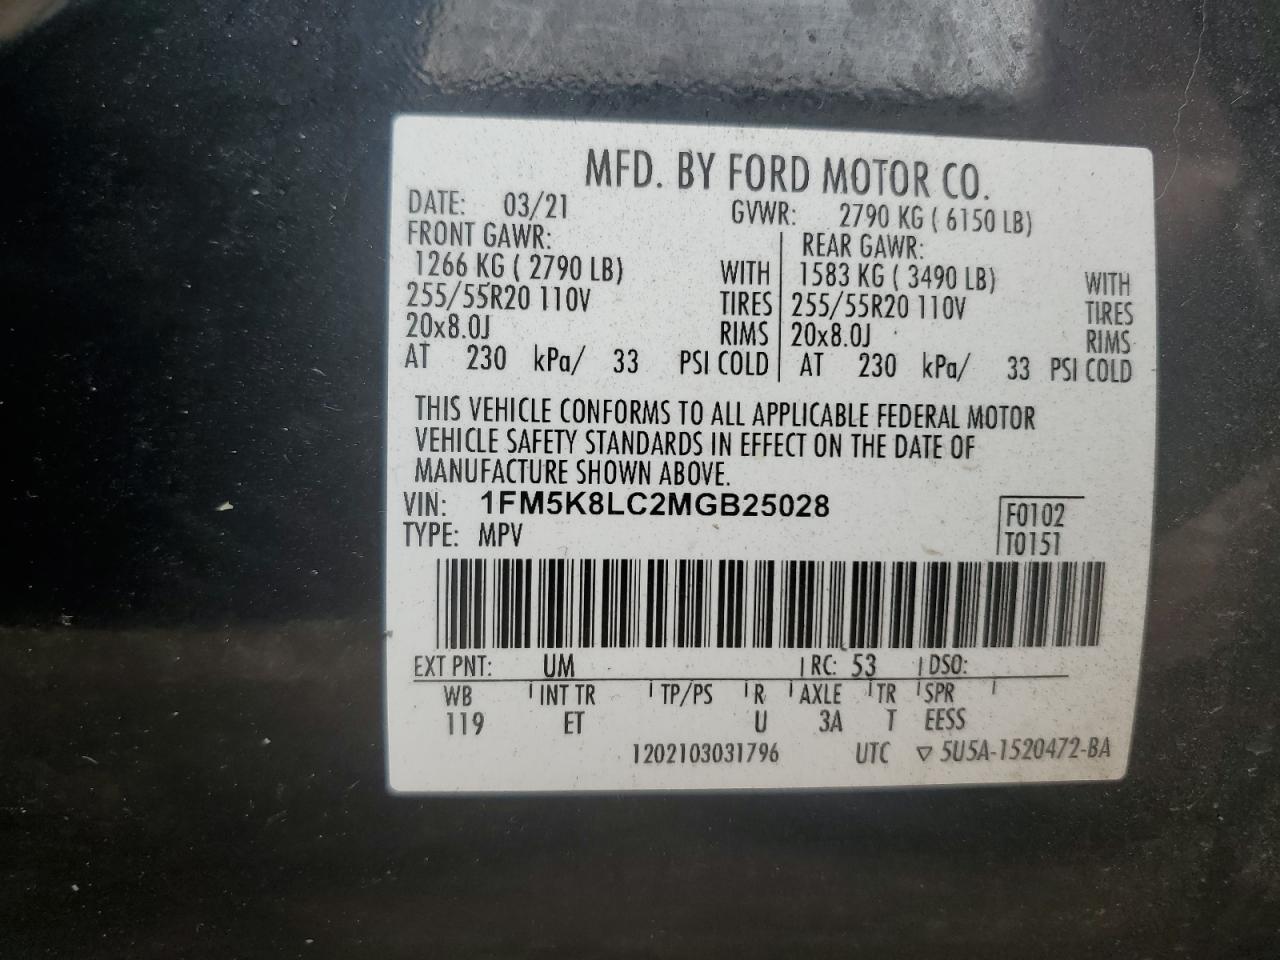 MFD. BY FORD MOTOR CO.
DATE: 03/21 GVWR: 2790 KG ( 6150 LB)
FRONT GAWR: REAR GAWR:
1266 KG ( 2790 LB) WITH 1583 KG ( 3490 LB) WITH
255/55R20 110V TIRES 255/55R20 110V TIRES
20x8.0J RIMS 20x8.0J RIMS
AT 230 kPa/ 33 PSI COLD AT 230 kPa/ 33 PSI COLD
THIS VEHICLE CONFORMS TO ALL APPLICABLE FEDERAL MOTOR
VEHICLE SAFETY STANDARDS IN EFFECT ON THE DATE OF
MANUFACTURE SHOWN ABOVE.
VIN: 1FM5K8LC2MGB25028
F0102
TYPE: MPV
T0151
EXT PNT: UM RC: 53 DSO:
WB INT TR TP/PS R AXLE TR SPR
119 ET U 3A T EESS
1202103031796 UTC ▽ 5U5A-1520472-BA